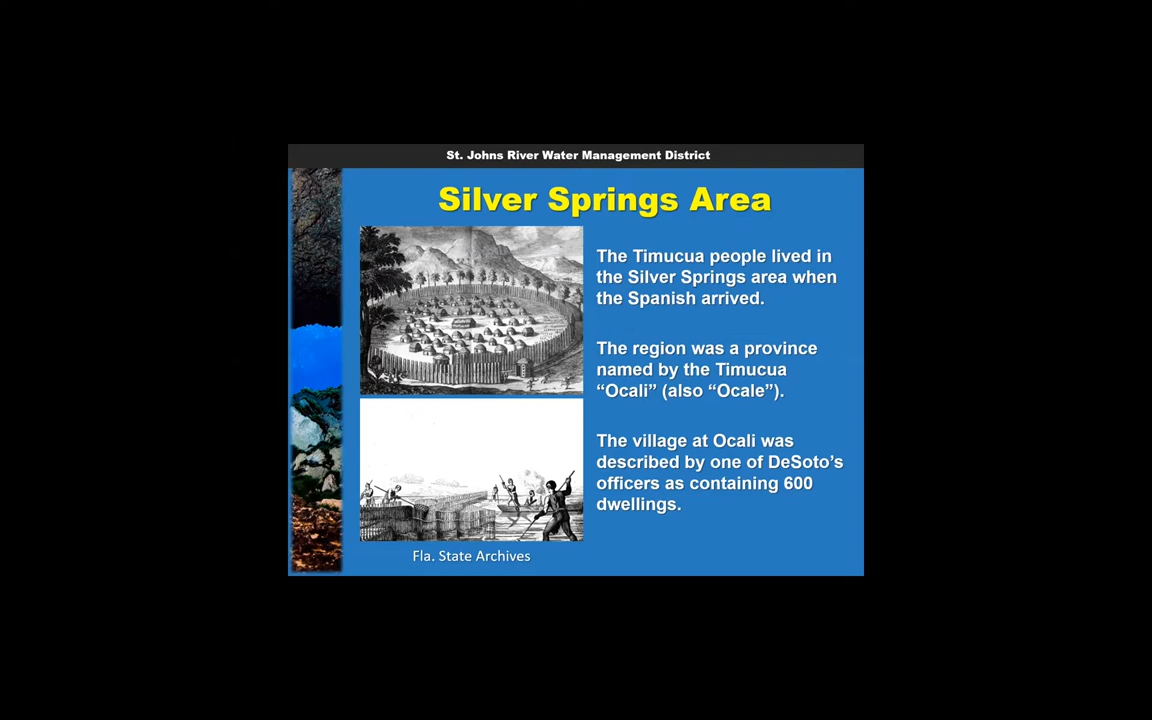 St. Johns River Water Management District
Silver Springs Area
The Timucua people lived in
the Silver Springs area when
the Spanish arrived.
The region was a province
named by the Timucua
“Ocali” (also “Ocale”).
The village at Ocali was
described by one of DeSoto’s
officers as containing 600
dwellings.
Fla. State Archives